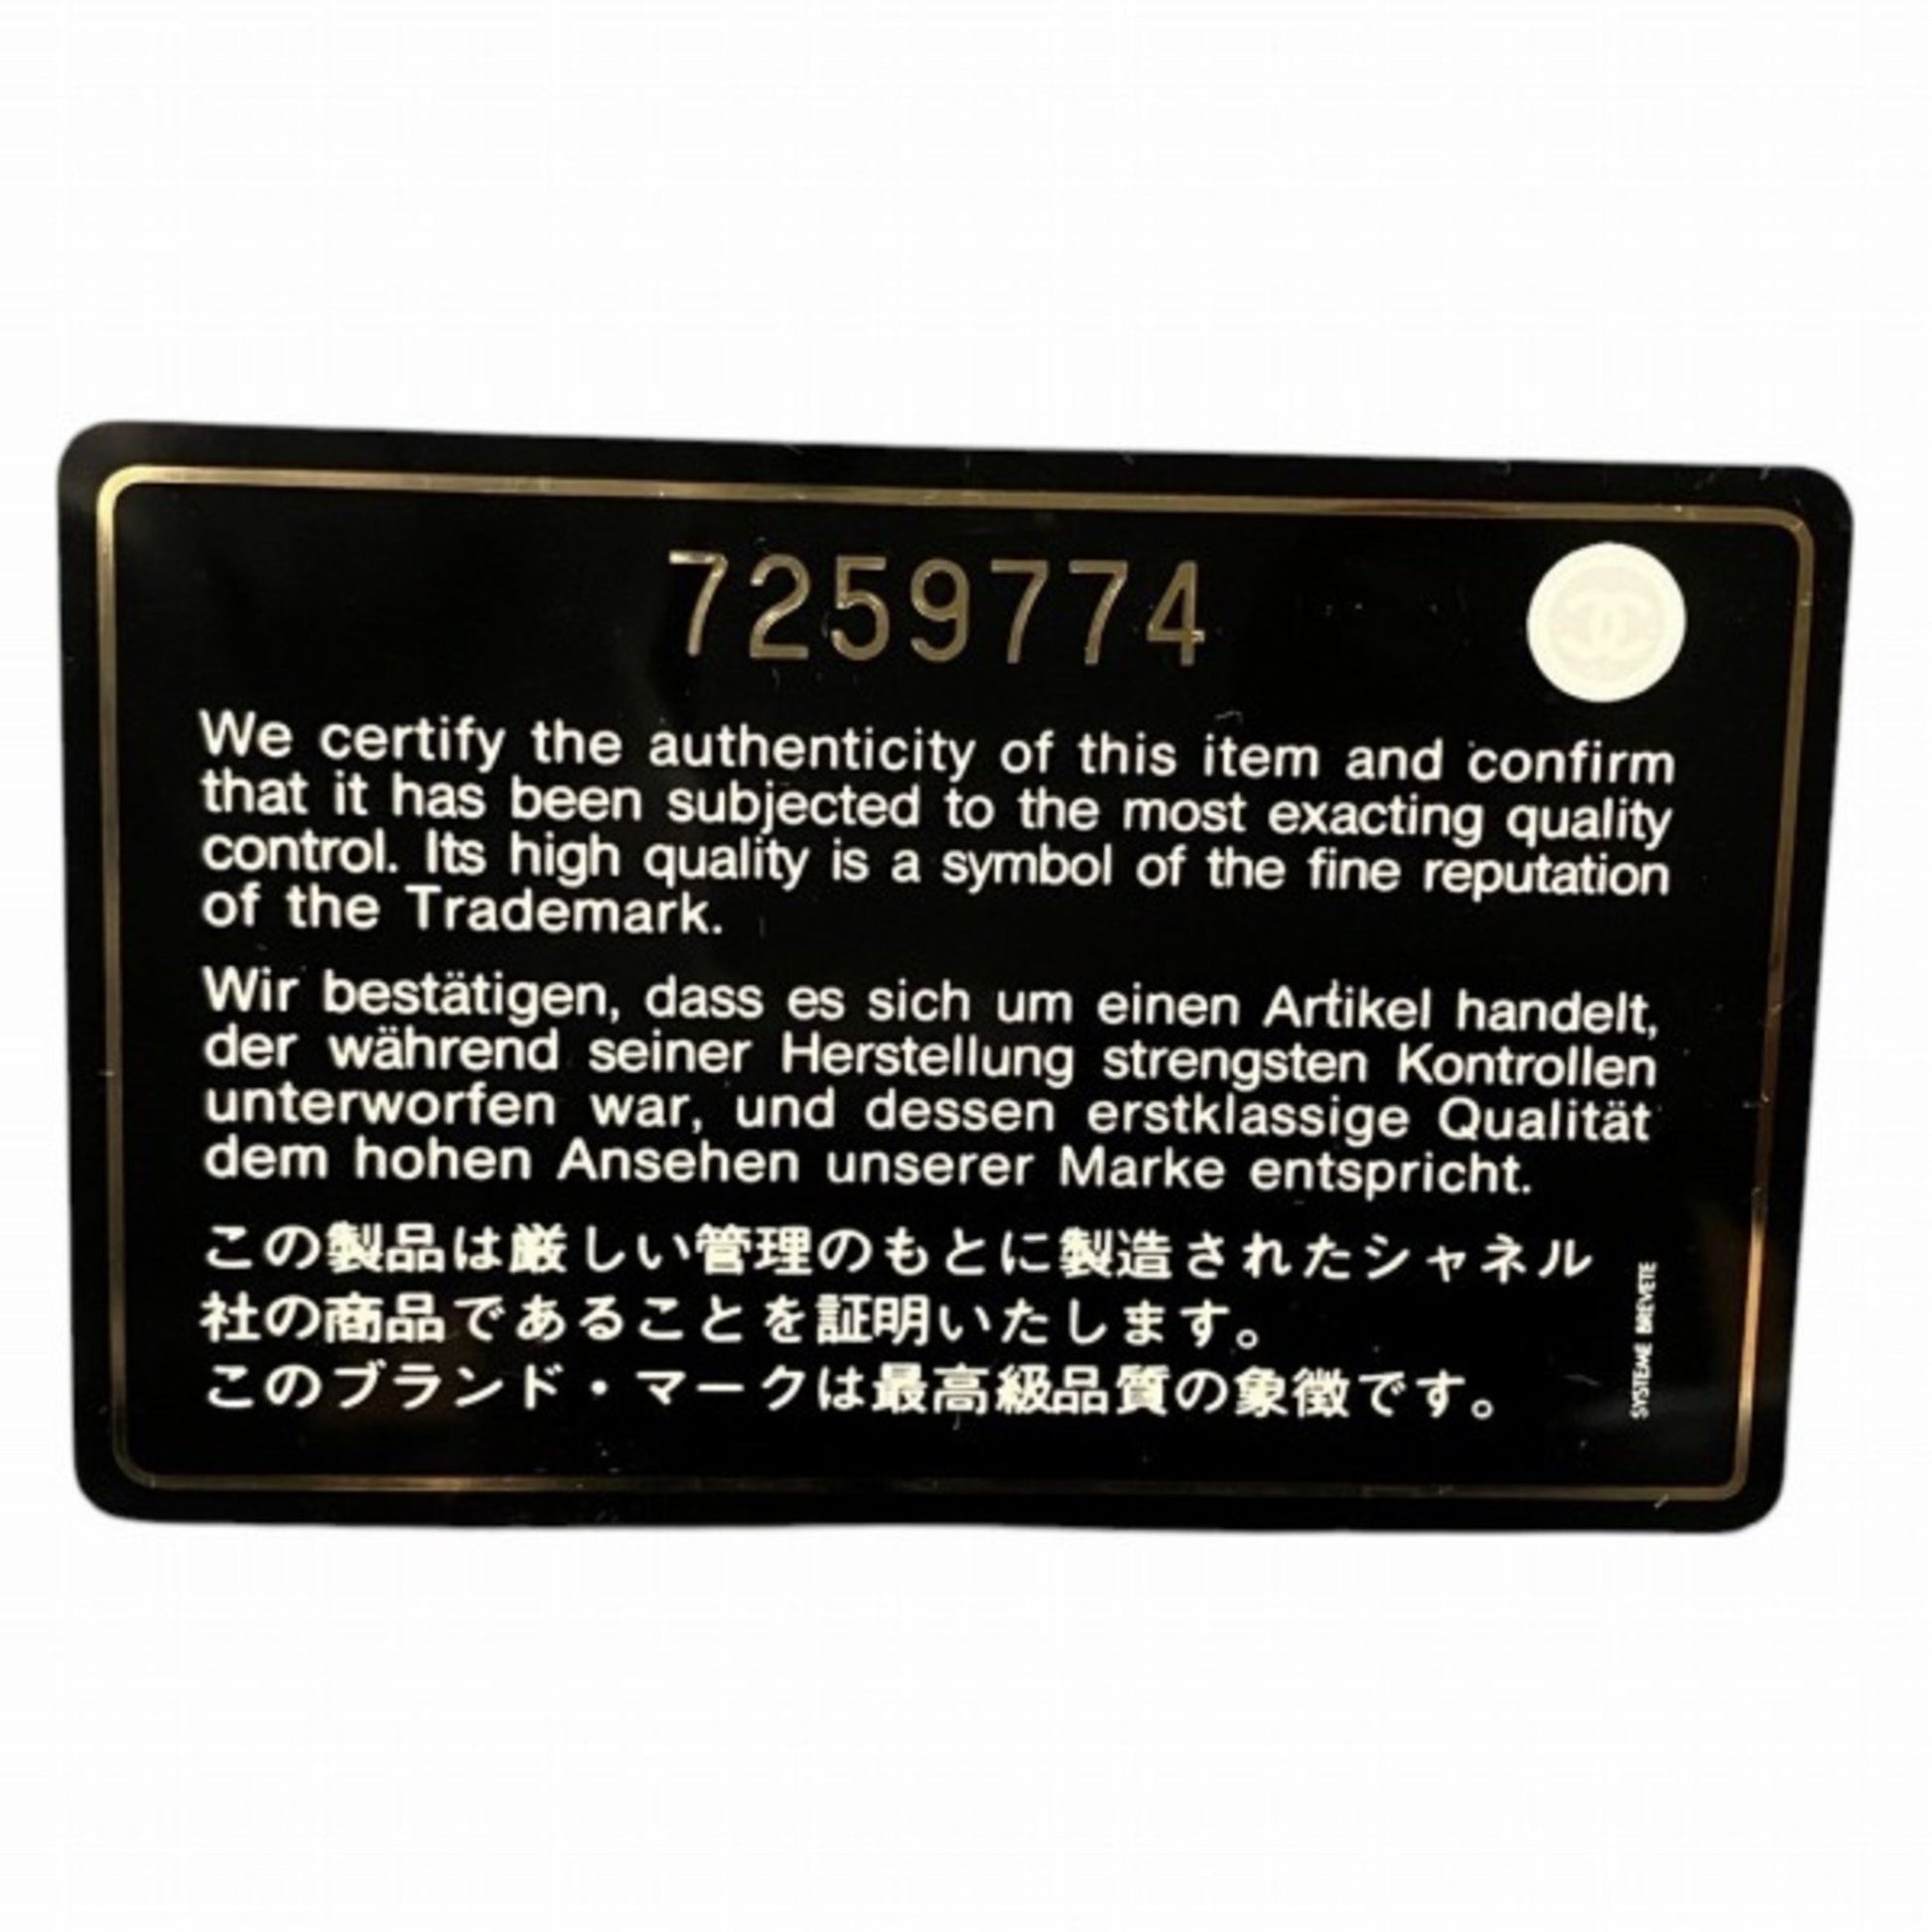 7259774
We certify the authenticity of this item and confirm
that it has been subjected to the most exacting quality
control. Its high quality is a symbol of the fine reputation
of the Trademark.
Wir bestätigen, dass es sich um einen Artikel handelt,
der während seiner Herstellung strengsten Kontrollen
unterworfen war, und dessen erstklassige Qualität
dem hohen Ansehen unserer Marke entspricht.
この製品は厳しい管理のもとに製造されたシャネル
社の商品であることを証明いたします。
このブランド・マークは最高級品質の象徴です。
SYSTEME BREVETE